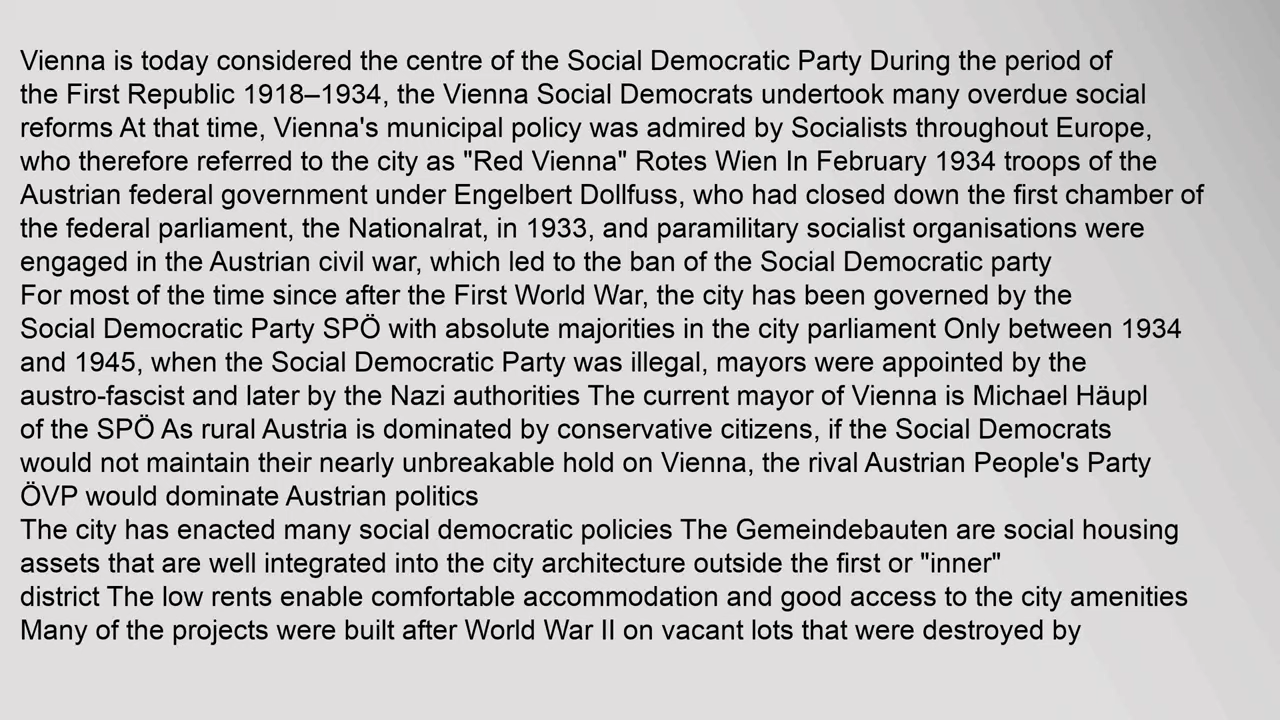 Vienna is today considered the centre of the Social Democratic Party During the period of
the First Republic 1918–1934, the Vienna Social Democrats undertook many overdue social
reforms At that time, Vienna's municipal policy was admired by Socialists throughout Europe,
who therefore referred to the city as "Red Vienna" Rotes Wien In February 1934 troops of the
Austrian federal government under Engelbert Dollfuss, who had closed down the first chamber of
the federal parliament, the Nationalrat, in 1933, and paramilitary socialist organisations were
engaged in the Austrian civil war, which led to the ban of the Social Democratic party
For most of the time since after the First World War, the city has been governed by the
Social Democratic Party SPÖ with absolute majorities in the city parliament Only between 1934
and 1945, when the Social Democratic Party was illegal, mayors were appointed by the
austro-fascist and later by the Nazi authorities The current mayor of Vienna is Michael Häupl
of the SPÖ As rural Austria is dominated by conservative citizens, if the Social Democrats
would not maintain their nearly unbreakable hold on Vienna, the rival Austrian People's Party
ÖVP would dominate Austrian politics
The city has enacted many social democratic policies The Gemeindebauten are social housing
assets that are well integrated into the city architecture outside the first or "inner"
district The low rents enable comfortable accommodation and good access to the city amenities
Many of the projects were built after World War II on vacant lots that were destroyed by